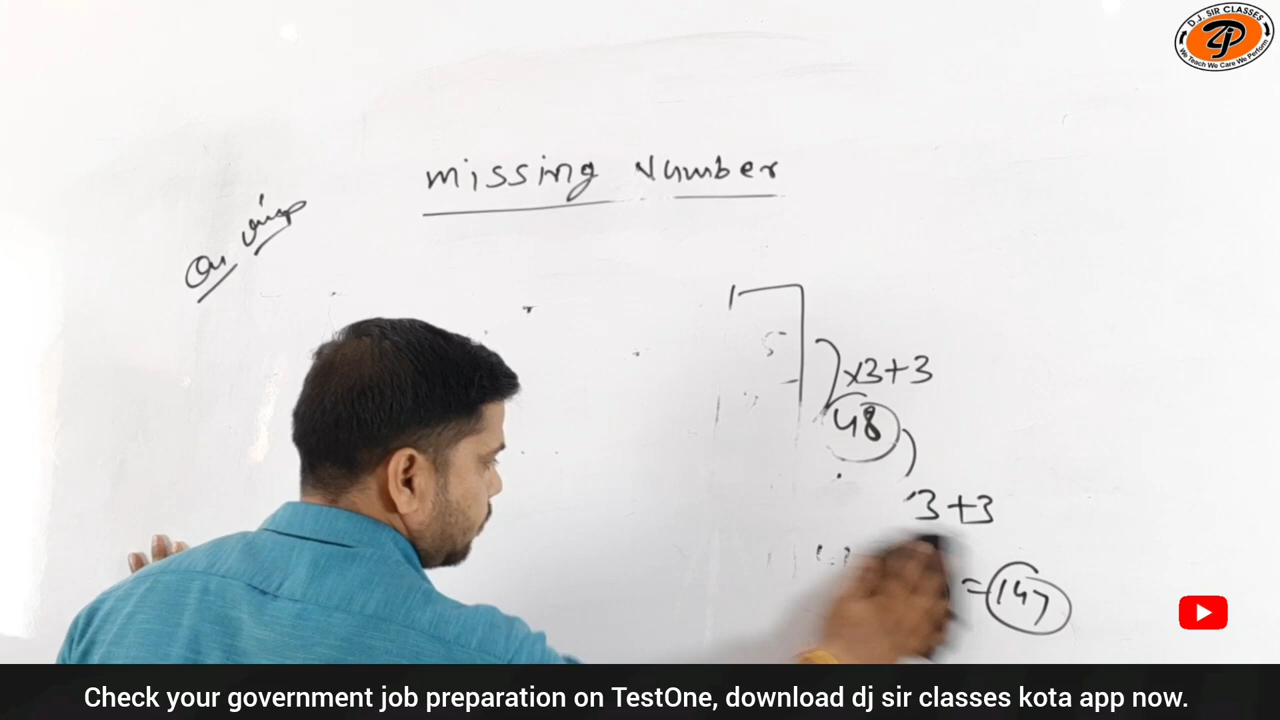 D.J. SIR CLASSES
DJ
We Teach We Care We Perform
Missing Number
x3+3
48
3+3
=147
Check your government job preparation on TestOne, download dj sir classes kota app now.